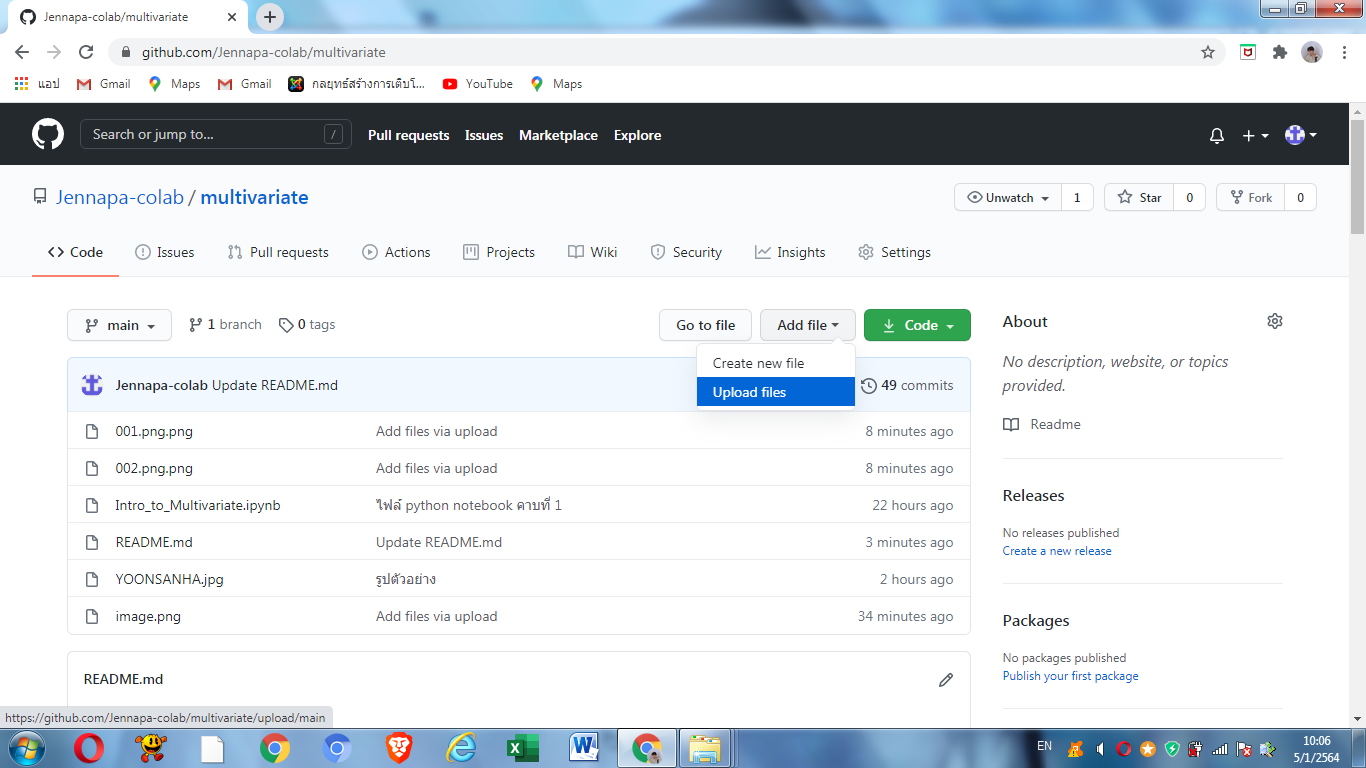 Jennapa-colab/multivariate
github.com/Jennapa-colab/multivariate
แอป Gmail Maps Gmail กลยุทธ์สร้างการเติบโ... YouTube Maps
Search or jump to... / Pull requests Issues Marketplace Explore
Jennapa-colab / multivariate Unwatch 1 Star 0 Fork 0
Code Issues Pull requests Actions Projects Wiki Security Insights Settings
main 1 branch 0 tags Go to file Add file Code
Create new file
Upload files
Jennapa-colab Update README.md 49 commits
001.png.png Add files via upload 8 minutes ago
002.png.png Add files via upload 8 minutes ago
Intro_to_Multivariate.ipynb ไฟล์ python notebook คาบที่ 1 22 hours ago
README.md Update README.md 3 minutes ago
YOONSANHA.jpg รูปตัวอย่าง 2 hours ago
image.png Add files via upload 34 minutes ago
README.md
About
No description, website, or topics
provided.
Readme
Releases
No releases published
Create a new release
Packages
No packages published
Publish your first package
https://github.com/Jennapa-colab/multivariate/upload/main
EN
10:06
5/1/2564